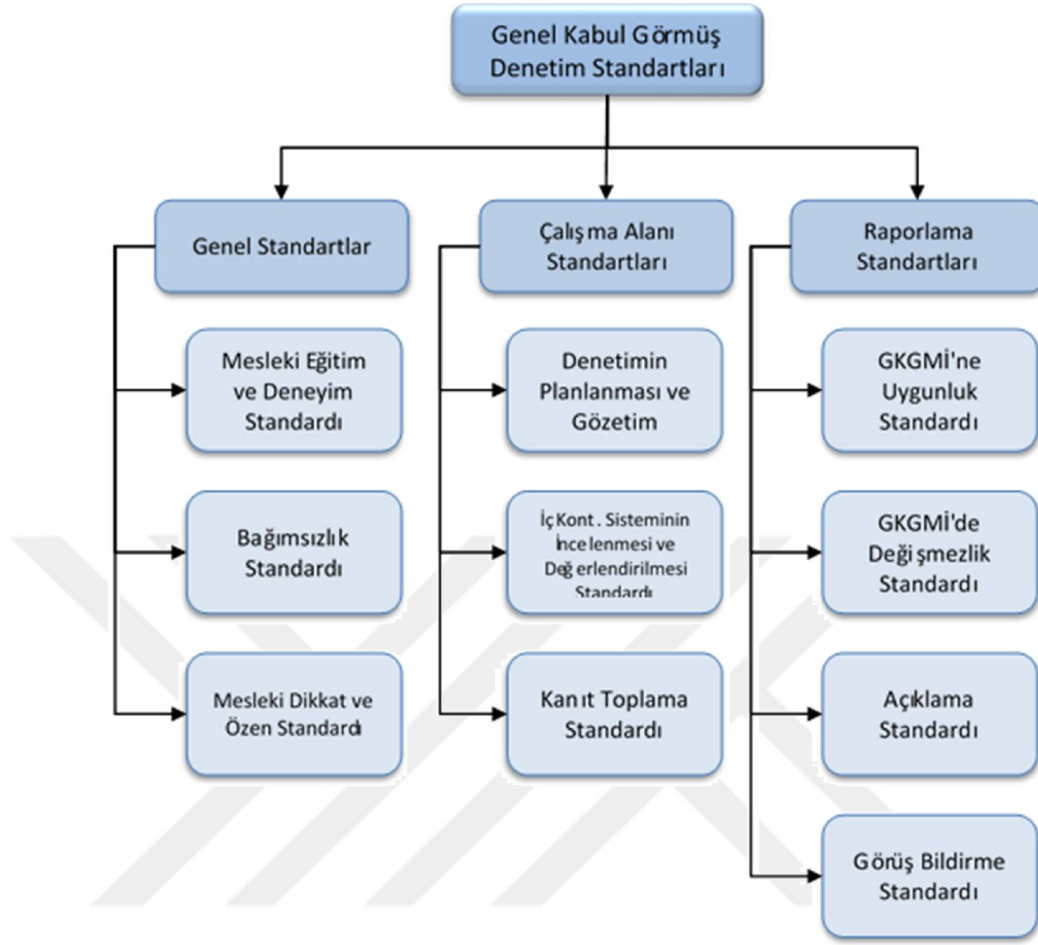 Genel Kabul Görmüş
Denetim Standartları
Genel Standartlar
Mesleki Eğitim
ve Deneyim
Standardı
Bağımsızlık
Standardı
Mesleki Dikkat ve
Özen Standardı
Çalışma Alanı
Standartları
Denetimin
Planlanması ve
Gözetim
İç Kont. Sisteminin
İncelenmesi ve
Değerlendirilmesi
Standardı
Kanıt Toplama
Standardı
Raporlama
Standartları
GKGMİ'ne
Uygunluk
Standardı
GKGMİ'de
Değişmezlik
Standardı
Açıklama
Standardı
Görüş Bildirme
Standardı